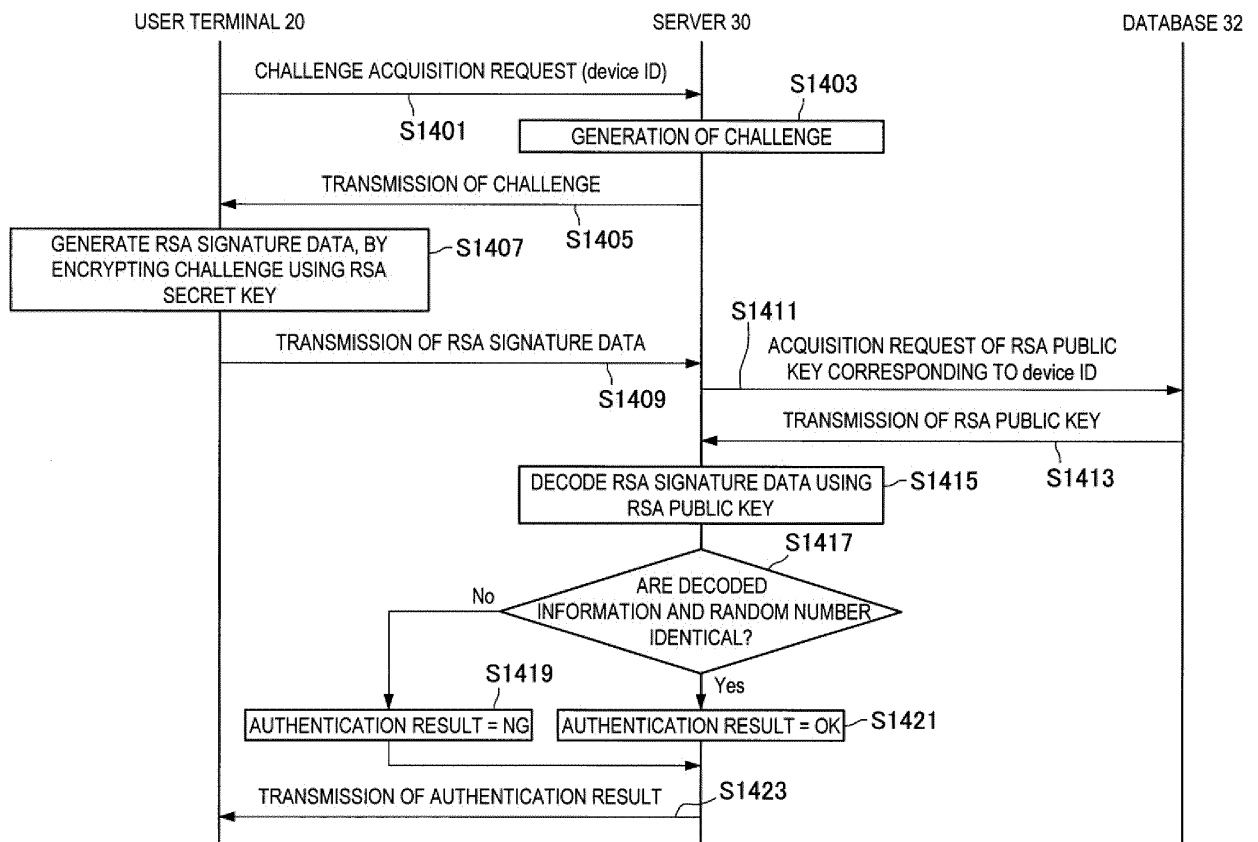 USER TERMINAL 20
SERVER 30
DATABASE 32
CHALLENGE ACQUISITION REQUEST (device ID)
S1401
S1403
GENERATION OF CHALLENGE
TRANSMISSION OF CHALLENGE
S1405
GENERATE RSA SIGNATURE DATA, BY
ENCRYPTING CHALLENGE USING RSA
SECRET KEY
S1407
TRANSMISSION OF RSA SIGNATURE DATA
S1409
S1411
ACQUISITION REQUEST OF RSA PUBLIC
KEY CORRESPONDING TO device ID
TRANSMISSION OF RSA PUBLIC KEY
S1413
DECODE RSA SIGNATURE DATA USING
RSA PUBLIC KEY
S1415
S1417
ARE DECODED
INFORMATION AND RANDOM NUMBER
IDENTICAL?
No
Yes
S1419
AUTHENTICATION RESULT = NG
AUTHENTICATION RESULT = OK
S1421
TRANSMISSION OF AUTHENTICATION RESULT
S1423